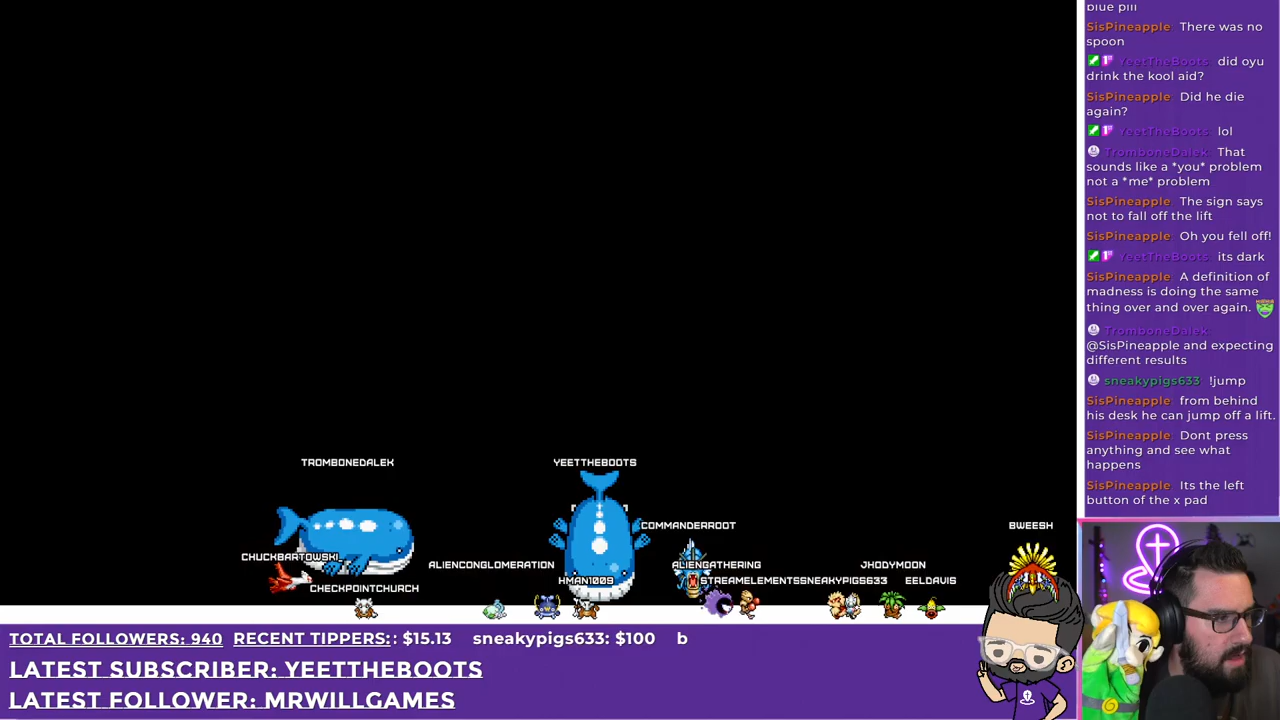 blue pill
SisPineapple: There was no
spoon
YeetTheBoots: did oyu
drink the kool aid?
SisPineapple: Did he die
again?
YeetTheBoots: lol
TromboneDalek: That
sounds like a *you* problem
not a *me* problem
SisPineapple: The sign says
not to fall off the lift
SisPineapple: Oh you fell off!
YeetTheBoots: its dark
SisPineapple: A definition of
madness is doing the same
thing over and over again.
TromboneDalek:
@SisPineapple and expecting
different results
sneakypigs633: !jump
SisPineapple: from behind
his desk he can jump off a lift.
SisPineapple: Dont press
anything and see what
happens
SisPineapple: Its the left
button of the x pad
TROMBONEDALEK
YEETTHEBOOTS
COMMANDERROOT
BWEESH
CHUCKBARTOWSKI
ALIENCONGLOMERATION
ALIENGATHERING
JHODYMOON
HMAN1009
STREAMELEMENTS
SNEAKYPIGS633
EELDAVIS
CHECKPOINTCHURCH
TOTAL FOLLOWERS: 940 RECENT TIPPERS:: $15.13 sneakypigs633: $100 b
LATEST SUBSCRIBER: YEETTHEBOOTS
LATEST FOLLOWER: MRWILLGAMES